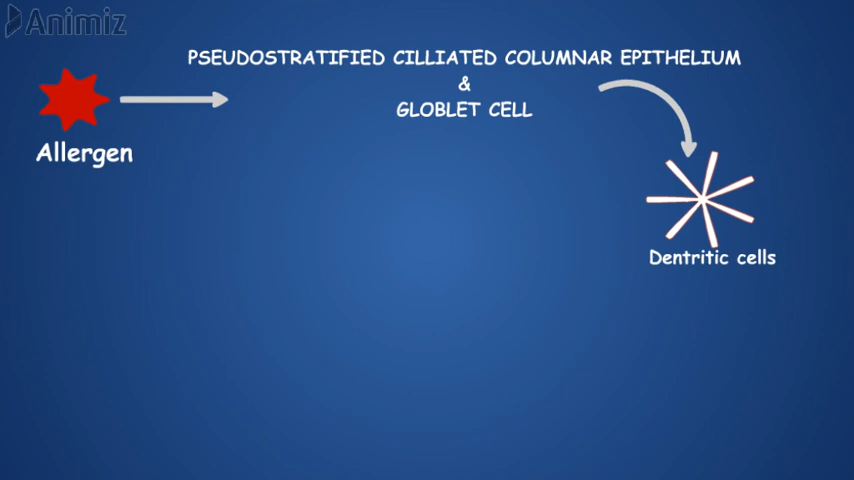 Animiz
PSEUDOSTRATIFIED CILLIATED COLUMNAR EPITHELIUM
&
GLOBLET CELL
Allergen
Dentritic cells